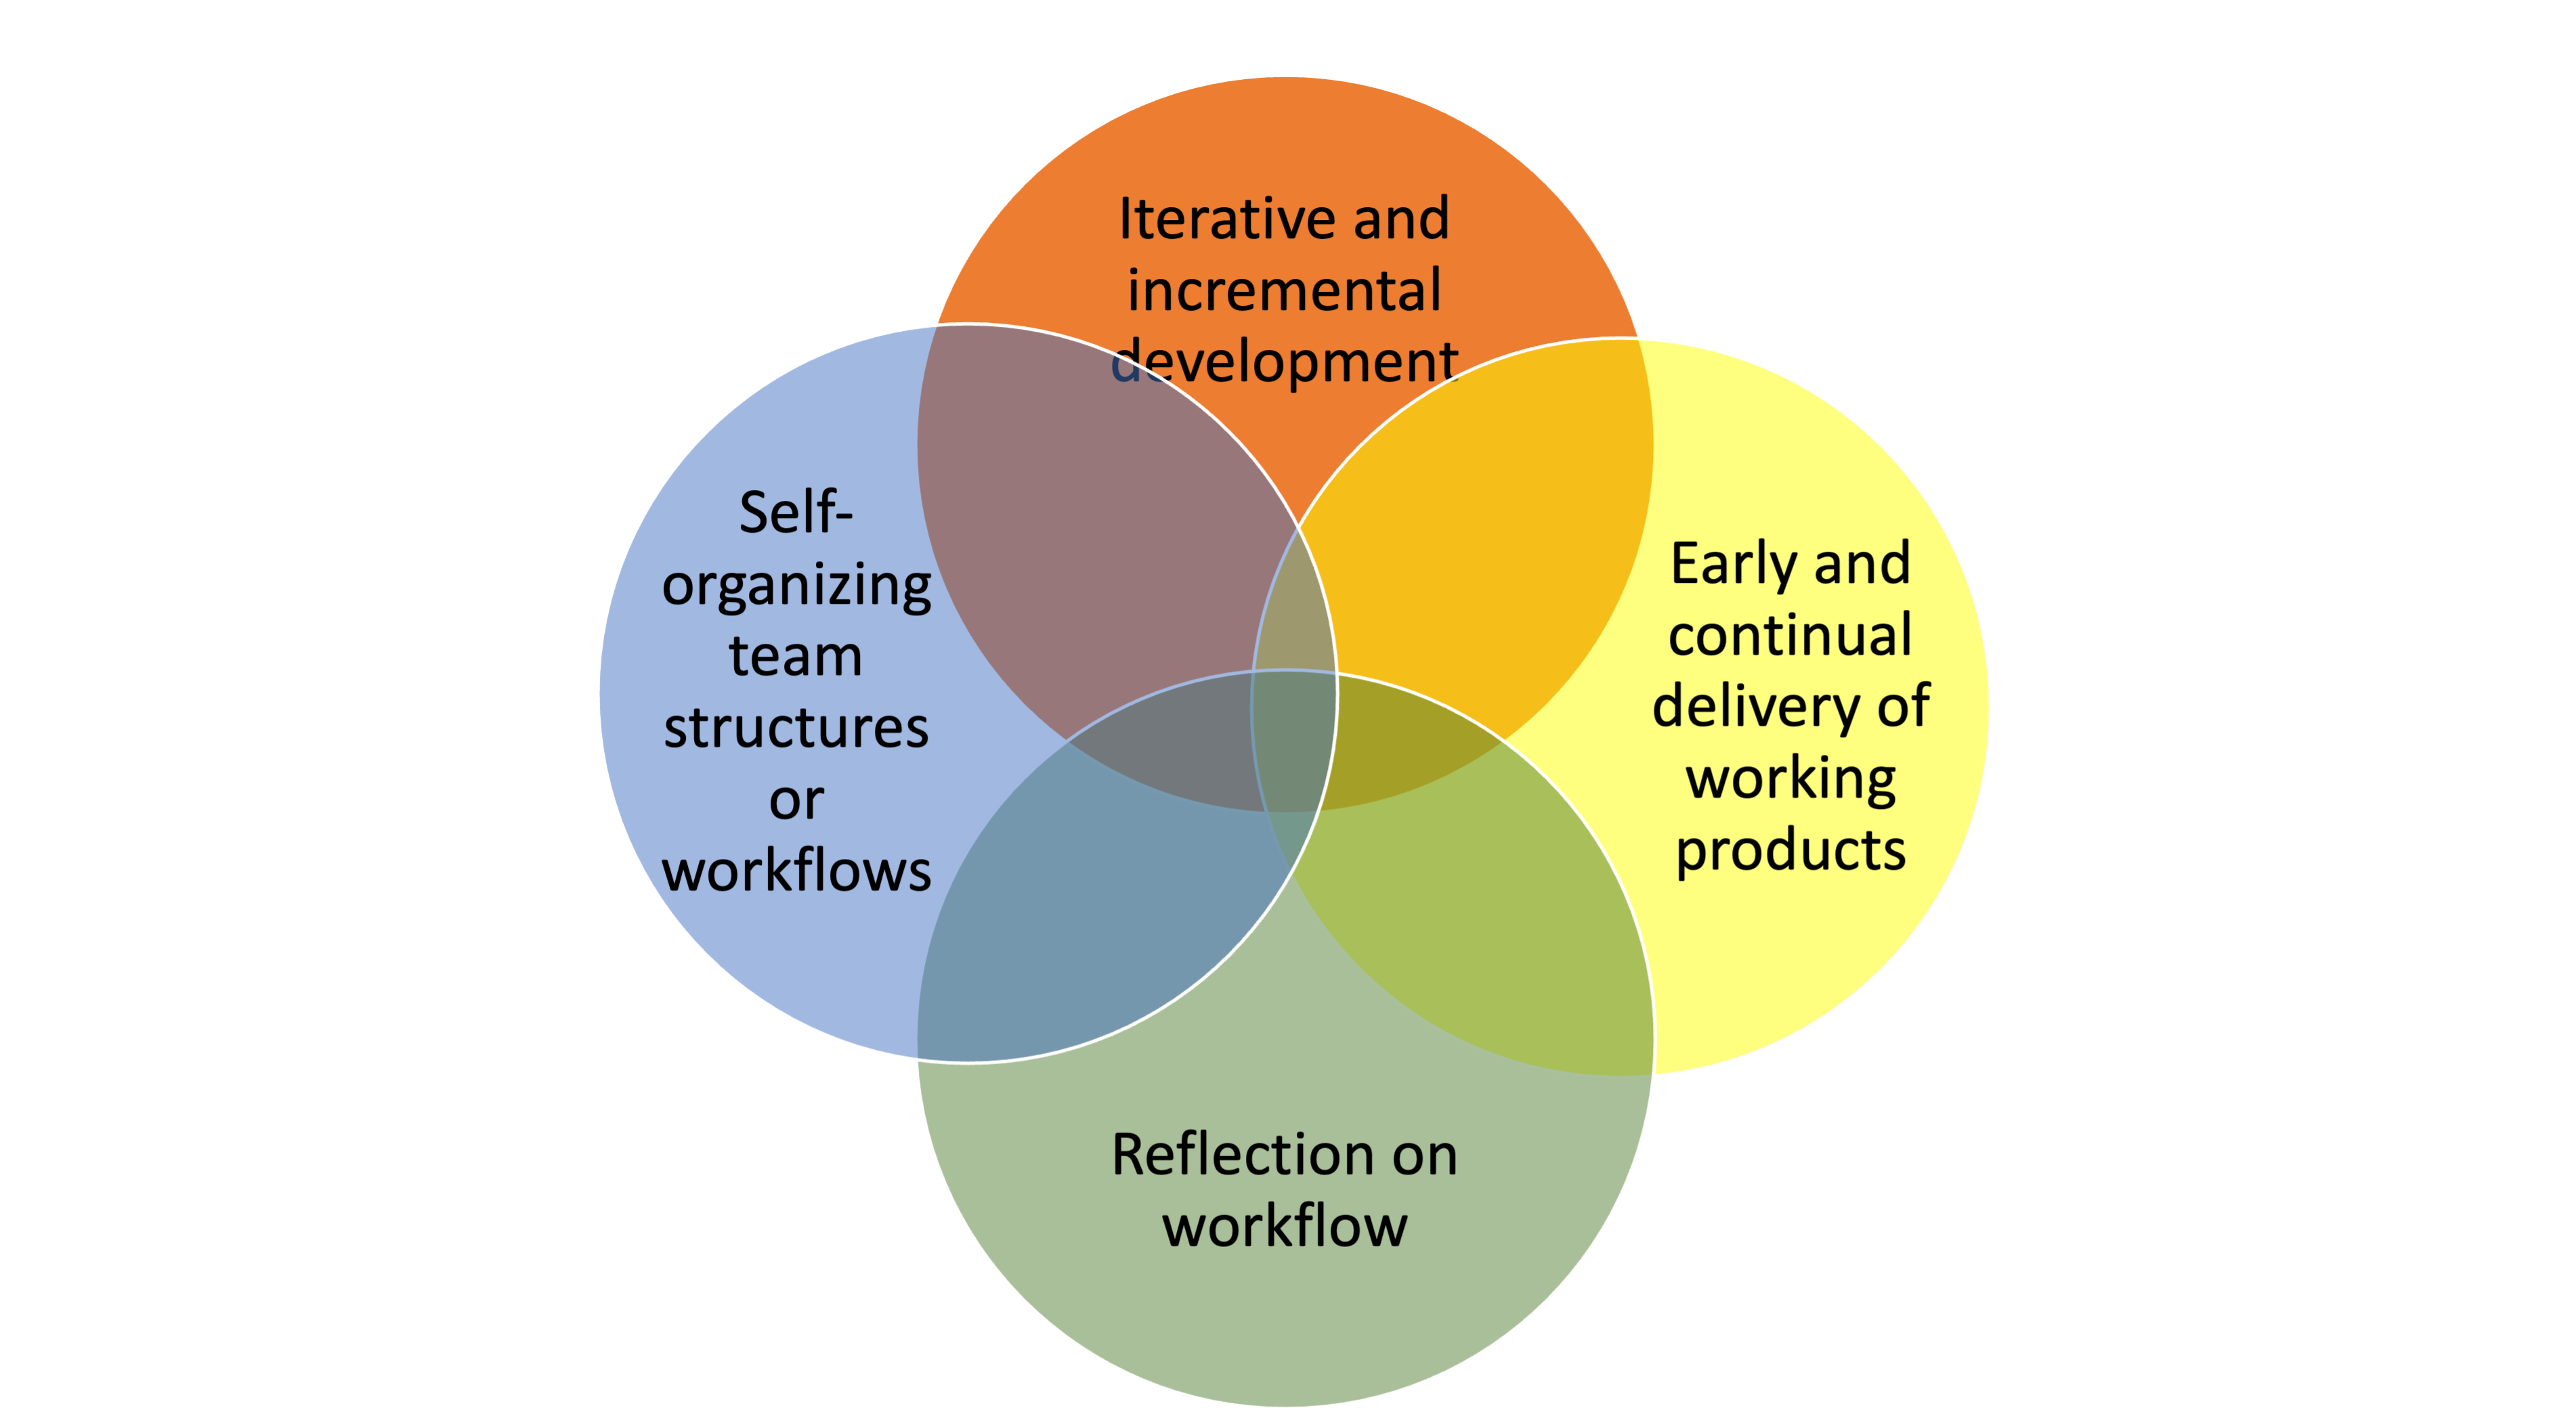 Iterative and
incremental
development
Self-
organizing
team
structures
or
workflows
Early and
continual
delivery of
working
products
Reflection on
workflow